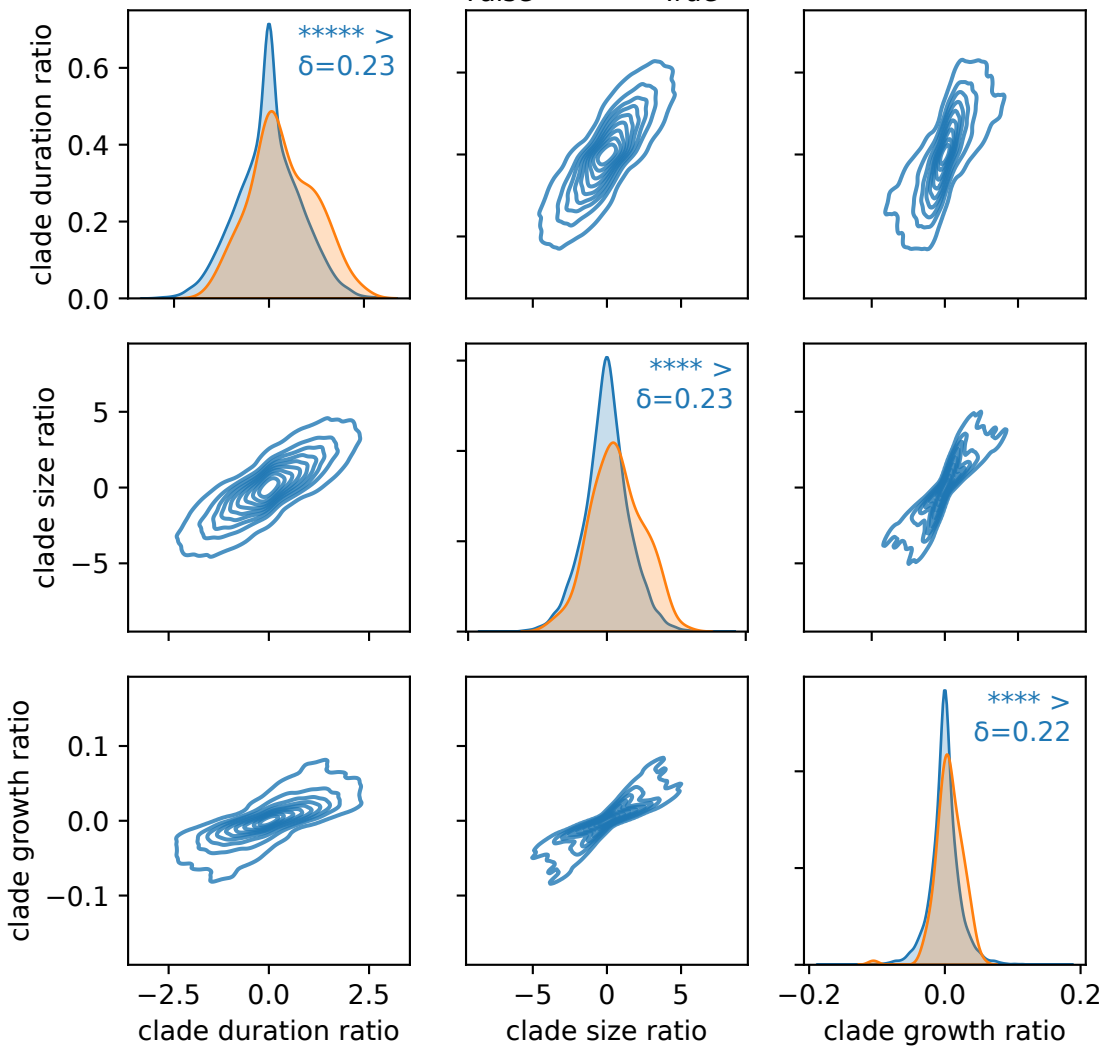 clade duration ratio
0.6
0.4
0.2
0.0
***** >
δ=0.23
clade size ratio
5
0
−5
**** >
δ=0.23
clade growth ratio
0.1
0.0
−0.1
**** >
δ=0.22
−2.5 0.0 2.5
−5 0 5
−0.2 0.0 0.2
clade duration ratio
clade size ratio
clade growth ratio